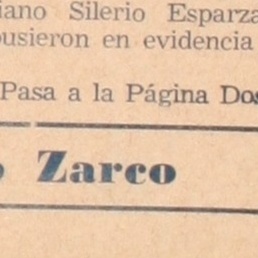 iano Silerio Esparza
pusieron en evidencia
Pasa a la Página Dos
o Zarco